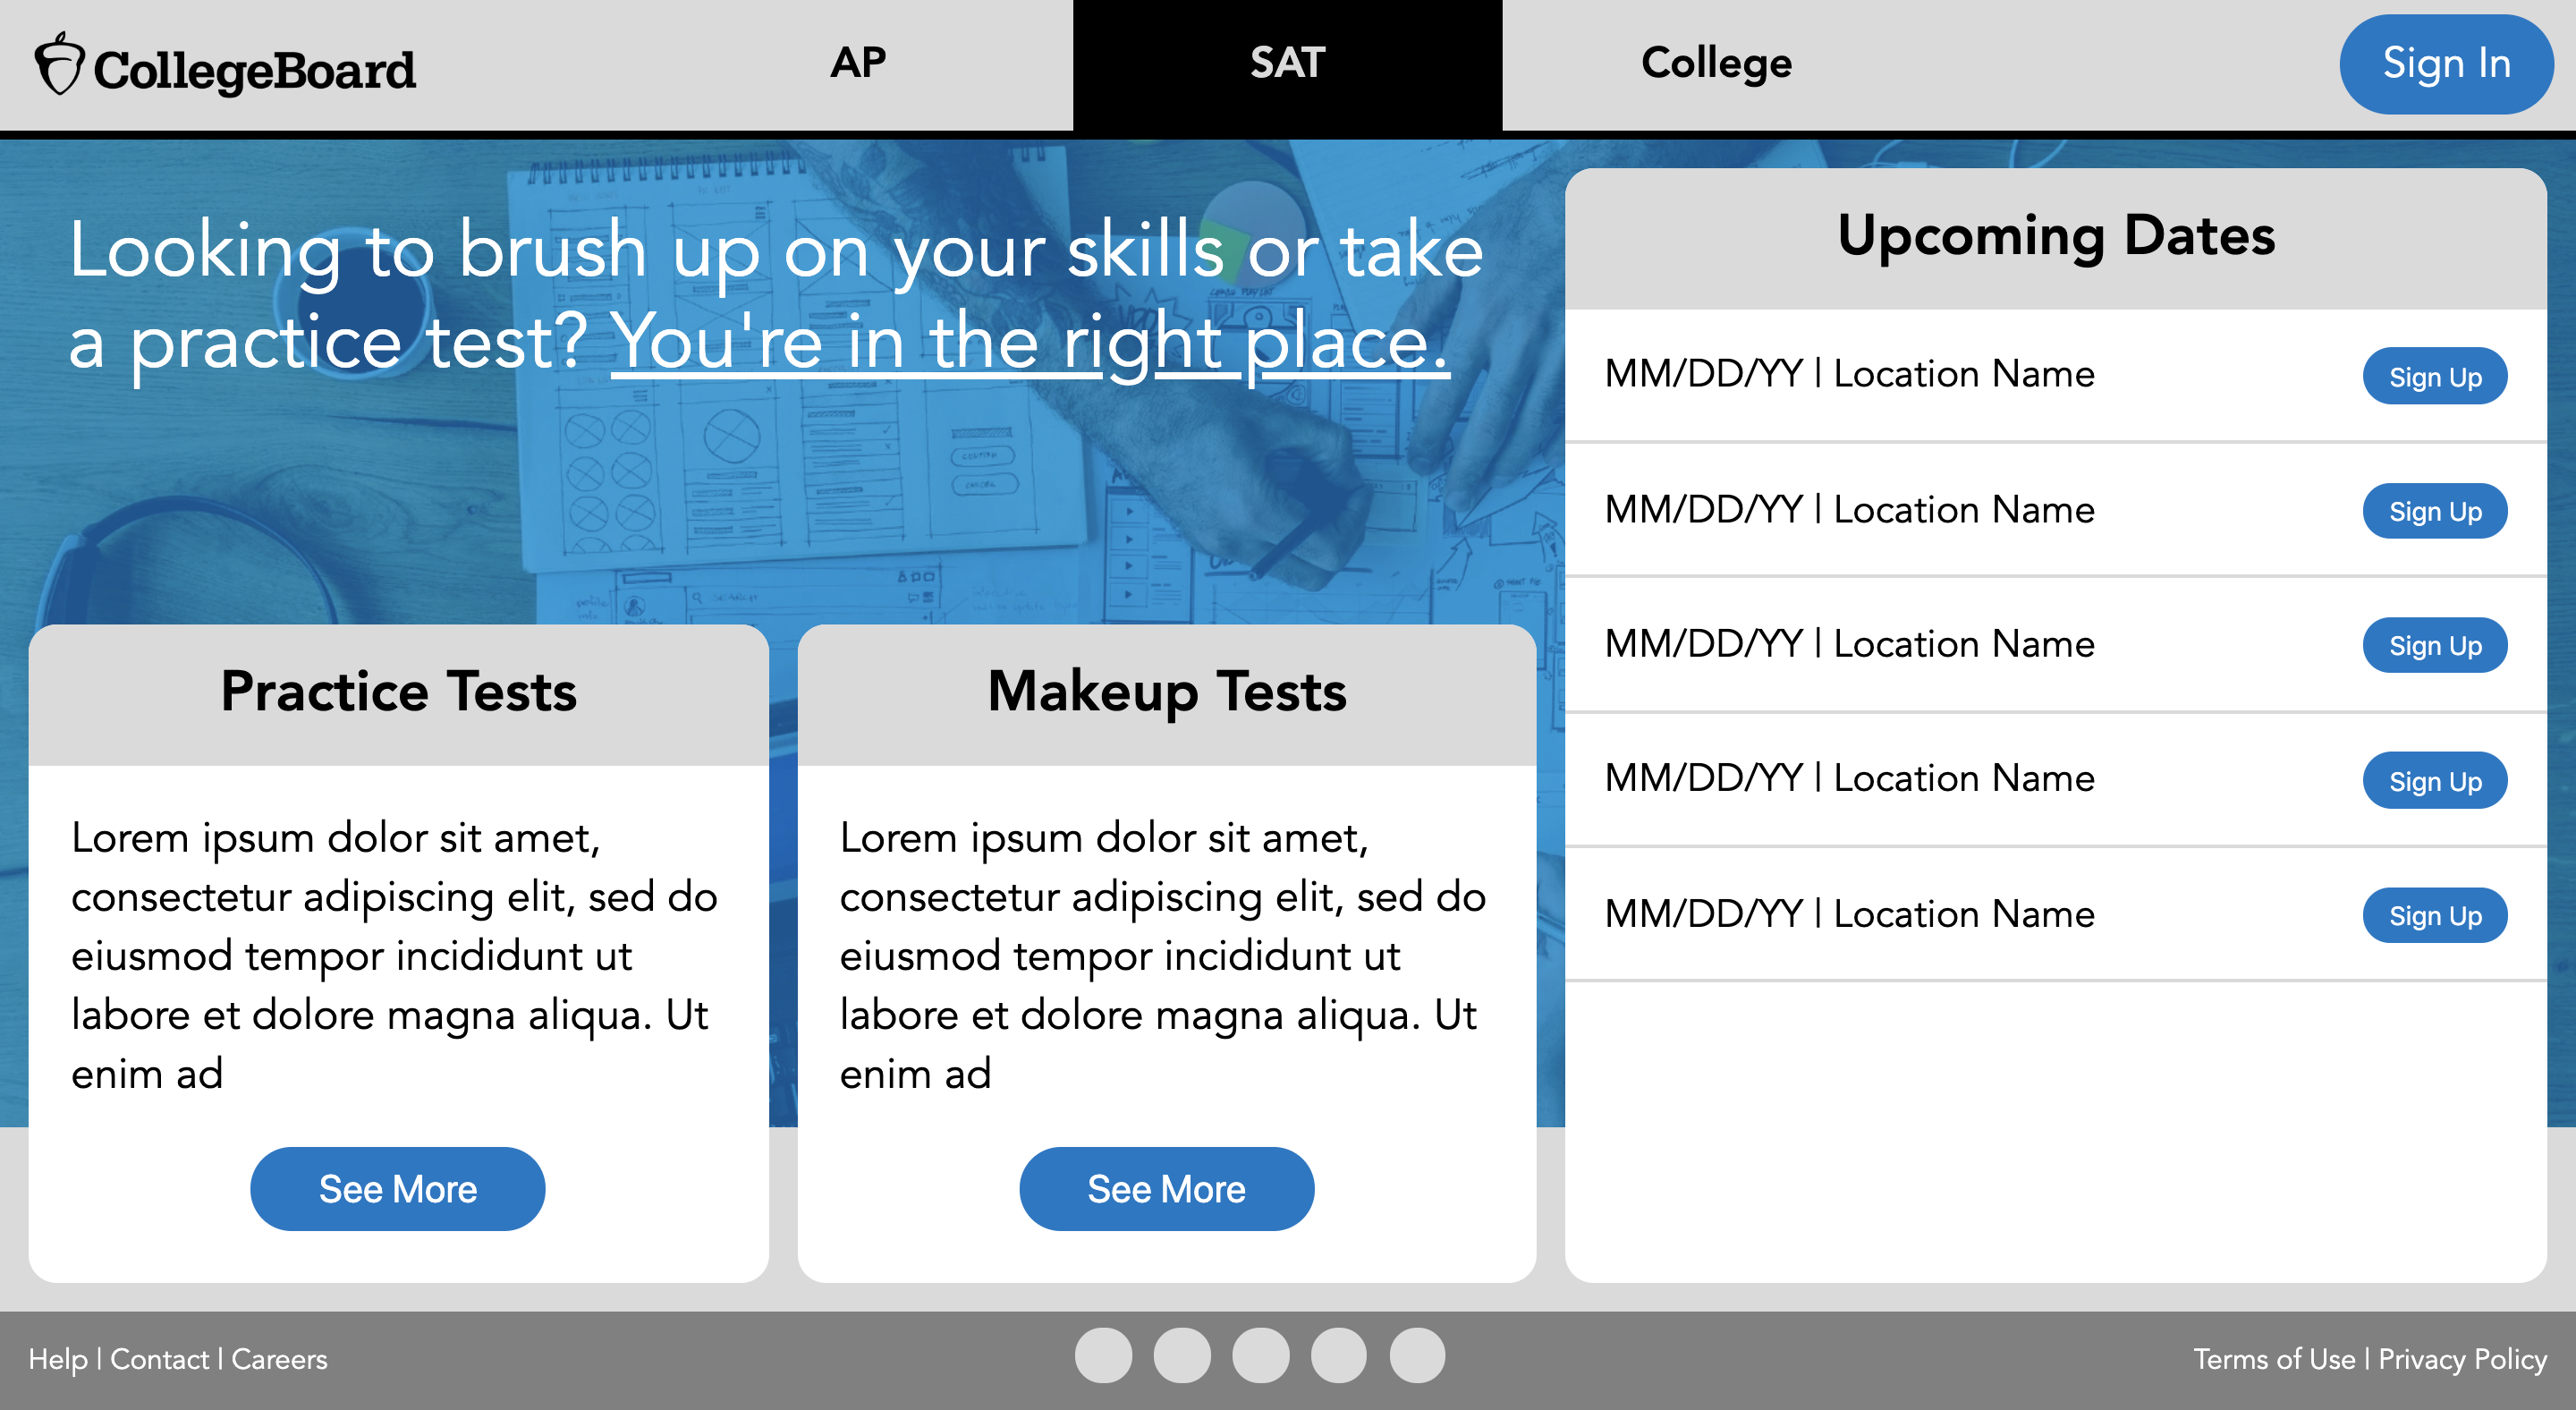 CollegeBoard
AP
SAT
College
Sign In
Looking to brush up on your skills or take
a practice test? You're in the right place.
Upcoming Dates
MM/DD/YY | Location Name
Sign Up
MM/DD/YY | Location Name
Sign Up
MM/DD/YY | Location Name
Sign Up
MM/DD/YY | Location Name
Sign Up
MM/DD/YY | Location Name
Sign Up
CONFIRM
CANCEL
SEARCH
Practice Tests
Lorem ipsum dolor sit amet,
consectetur adipiscing elit, sed do
eiusmod tempor incididunt ut
labore et dolore magna aliqua. Ut
enim ad
See More
Makeup Tests
Lorem ipsum dolor sit amet,
consectetur adipiscing elit, sed do
eiusmod tempor incididunt ut
labore et dolore magna aliqua. Ut
enim ad
See More
Help | Contact | Careers
Terms of Use | Privacy Policy